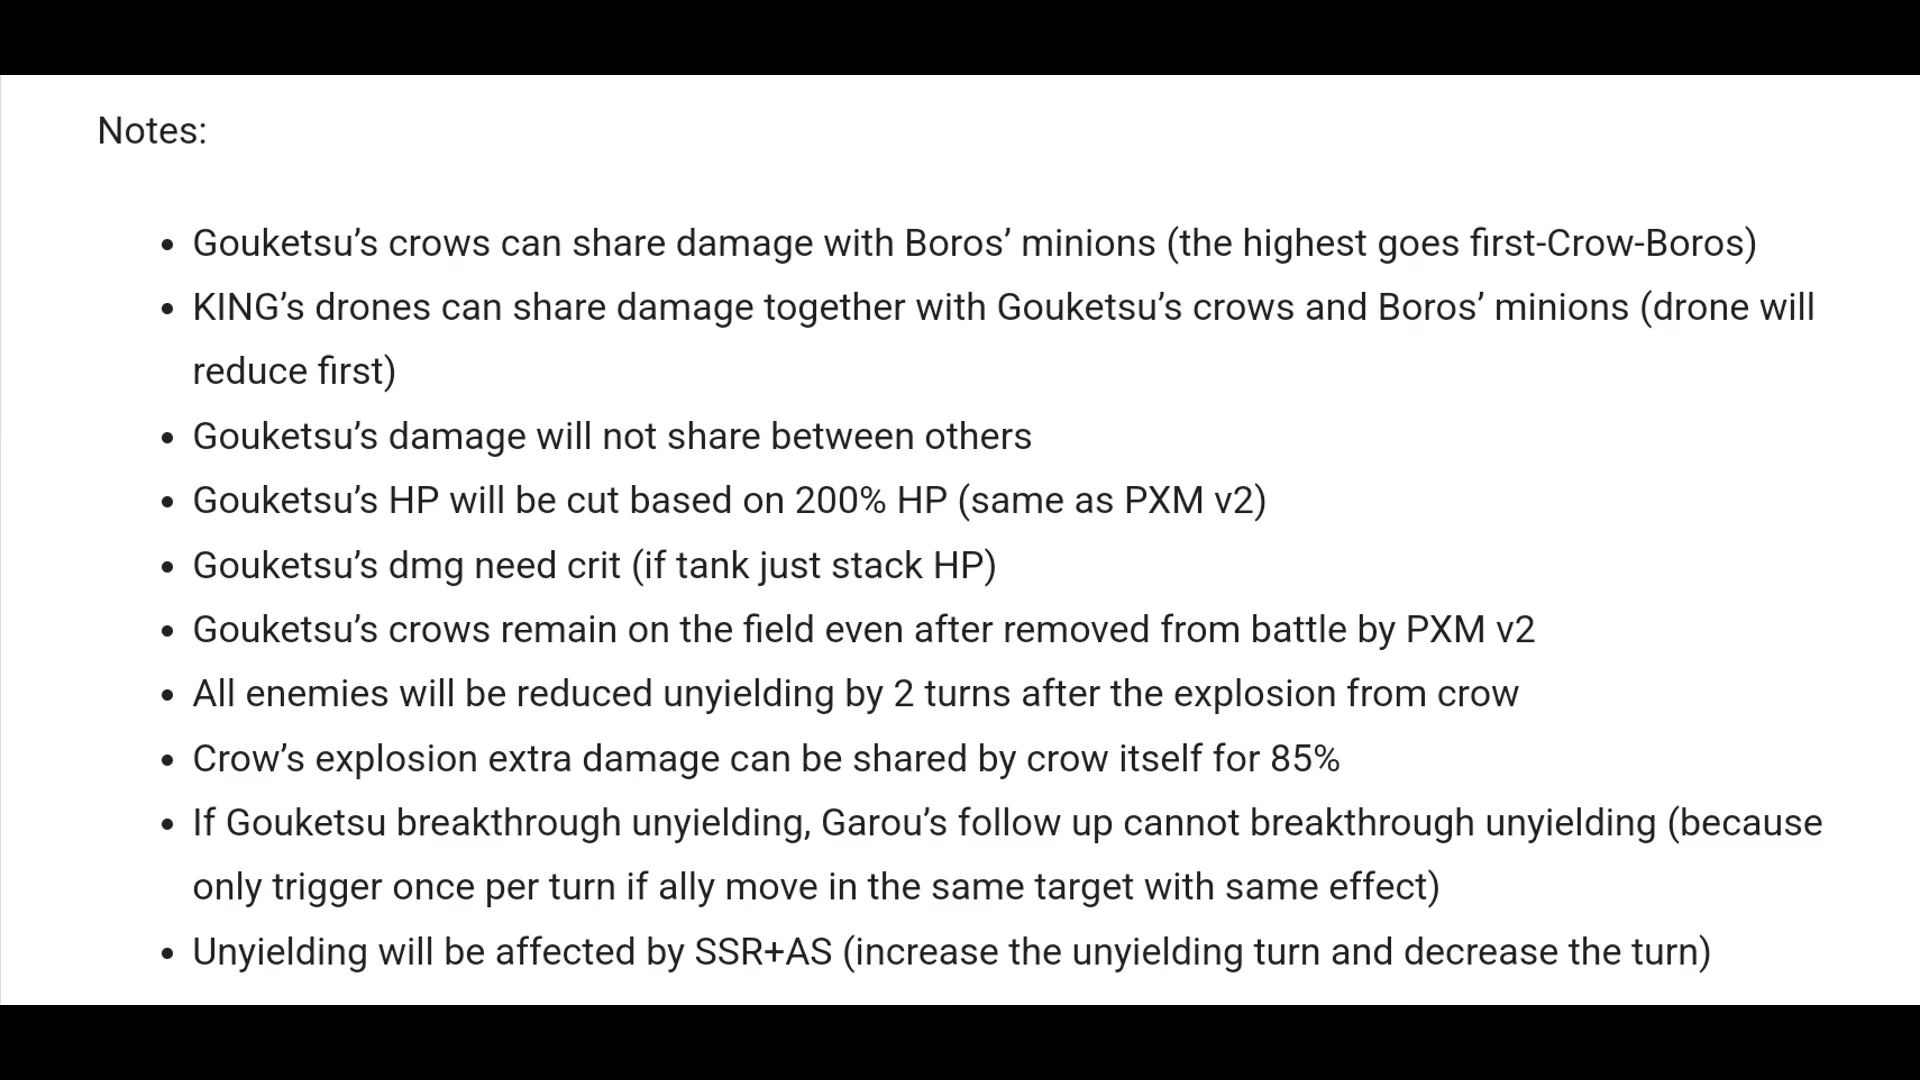 Notes:
• Gouketsu’s crows can share damage with Boros’ minions (the highest goes first-Crow-Boros)
• KING’s drones can share damage together with Gouketsu’s crows and Boros’ minions (drone will
reduce first)
• Gouketsu’s damage will not share between others
• Gouketsu’s HP will be cut based on 200% HP (same as PXM v2)
• Gouketsu’s dmg need crit (if tank just stack HP)
• Gouketsu’s crows remain on the field even after removed from battle by PXM v2
• All enemies will be reduced unyielding by 2 turns after the explosion from crow
• Crow’s explosion extra damage can be shared by crow itself for 85%
• If Gouketsu breakthrough unyielding, Garou’s follow up cannot breakthrough unyielding (because
only trigger once per turn if ally move in the same target with same effect)
• Unyielding will be affected by SSR+AS (increase the unyielding turn and decrease the turn)